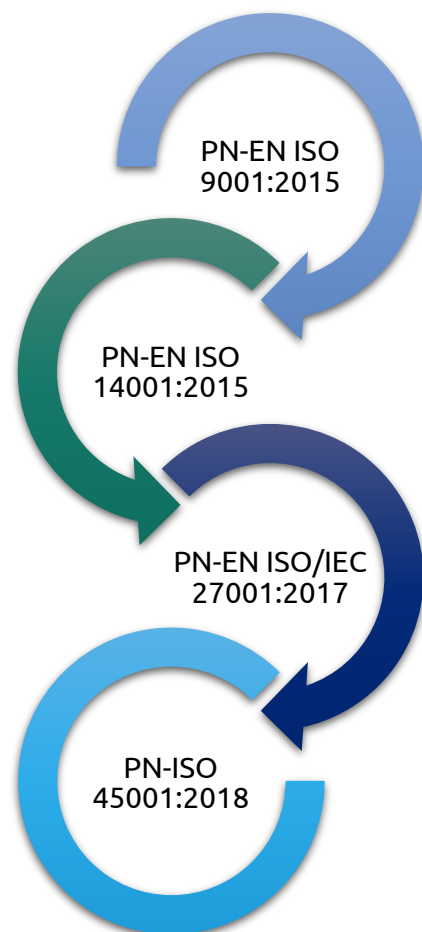 PN-EN ISO
9001:2015
PN-EN ISO
14001:2015
PN-EN ISO/IEC
27001:2017
PN-ISO
45001:2018